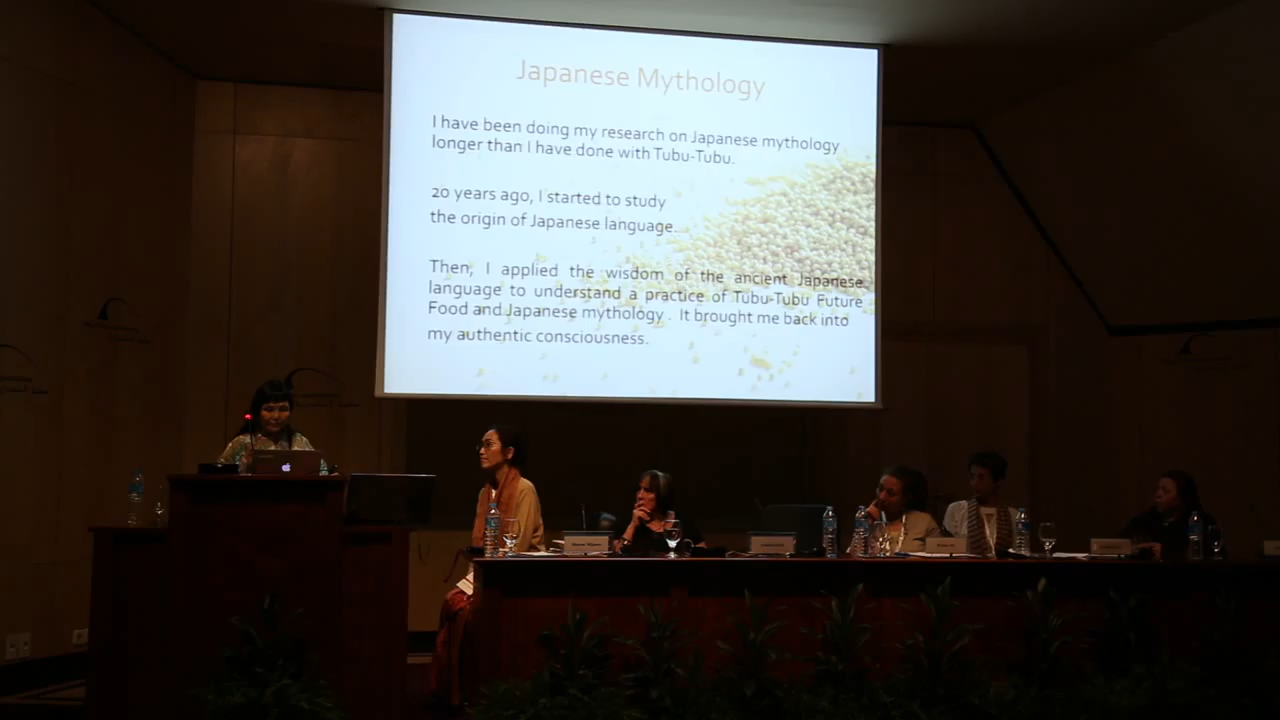 Japanese Mythology
I have been doing my research on Japanese mythology
longer than I have done with Tubu-Tubu.
20 years ago, I started to study
the origin of Japanese language.
Then, I applied the wisdom of the ancient Japanese
language to understand a practice of Tubu-Tubu Future
Food and Japanese mythology . It brought me back into
my authentic consciousness.